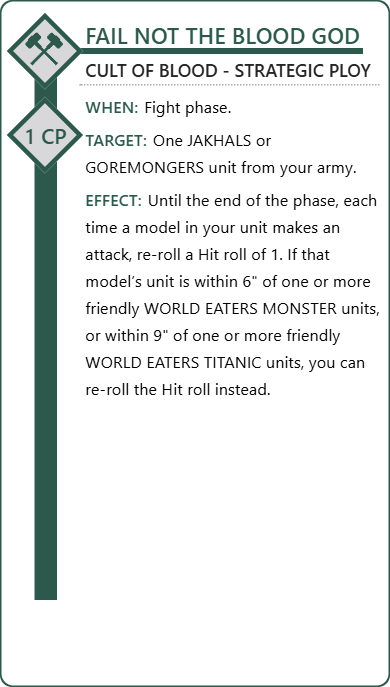 FAIL NOT THE BLOOD GOD
CULT OF BLOOD - STRATEGIC PLOY
1 CP
WHEN: Fight phase.
TARGET: One JAKHALS or
GOREMONGERS unit from your army.
EFFECT: Until the end of the phase, each
time a model in your unit makes an
attack, re-roll a Hit roll of 1. If that
model's unit is within 6" of one or more
friendly WORLD EATERS MONSTER units,
or within 9" of one or more friendly
WORLD EATERS TITANIC units, you can
re-roll the Hit roll instead.